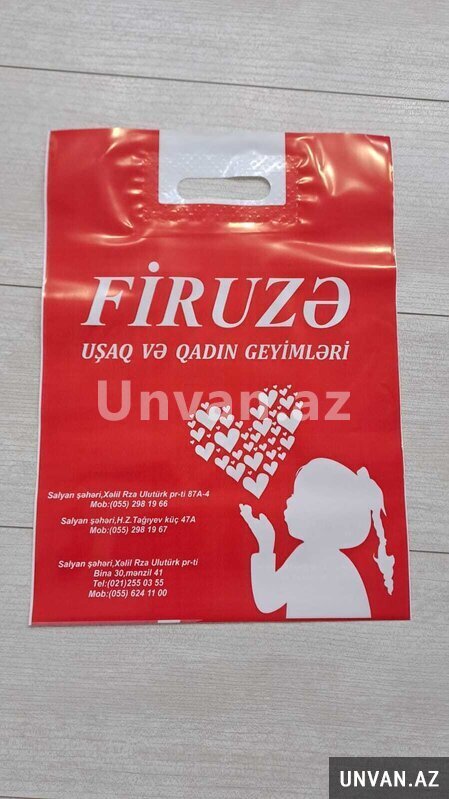 FİRUZƏ
UŞAQ VƏ QADIN GEYİMLƏRİ
Unvan.az
Salyan şəhəri,Xəlil Rza Ulutürk pr-ti 87A-4
Mob:(055) 298 19 66
Salyan şəhəri,H.Z.Tağıyev küç 47A
Mob:(055) 298 19 67
Salyan şəhəri,Xəlil Rza Ulutürk pr-ti
Bina 30,mənzil 41
Tel:(021)255 03 55
Mob:(055) 624 11 00
UNVAN.AZ